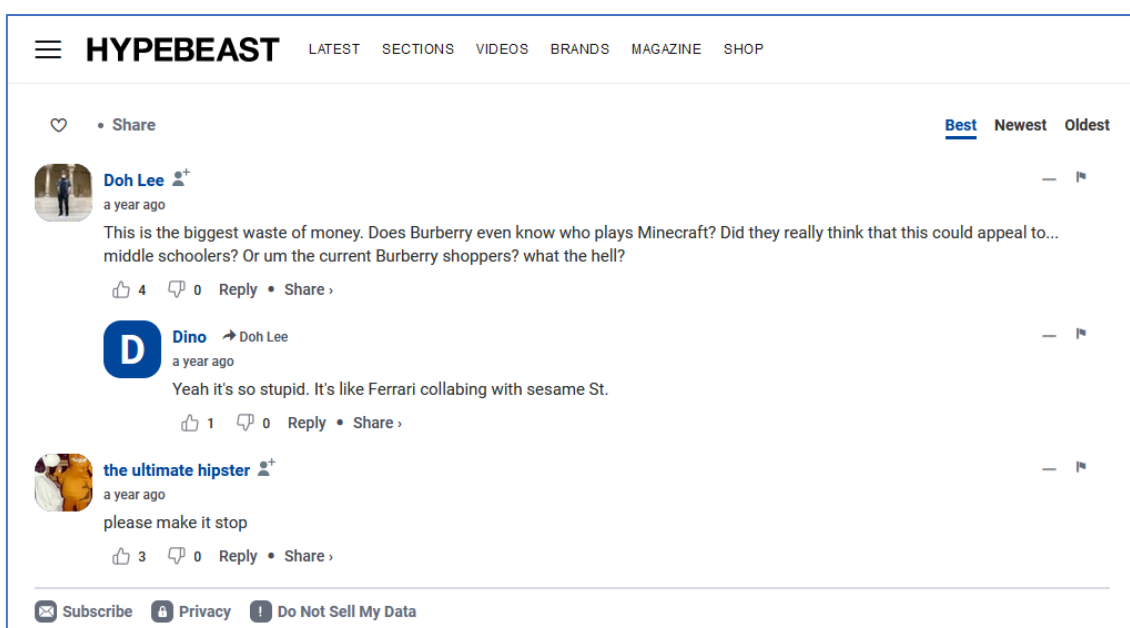 HYPEBEAST LATEST SECTIONS VIDEOS BRANDS MAGAZINE SHOP
• Share Best Newest Oldest
Doh Lee
a year ago
This is the biggest waste of money. Does Burberry even know who plays Minecraft? Did they really think that this could appeal to...
middle schoolers? Or um the current Burberry shoppers? what the hell?
4 0 Reply • Share ›
D
Dino Doh Lee
a year ago
Yeah it's so stupid. It's like Ferrari collabing with sesame St.
1 0 Reply • Share ›
the ultimate hipster
a year ago
please make it stop
3 0 Reply • Share ›
Subscribe Privacy ! Do Not Sell My Data